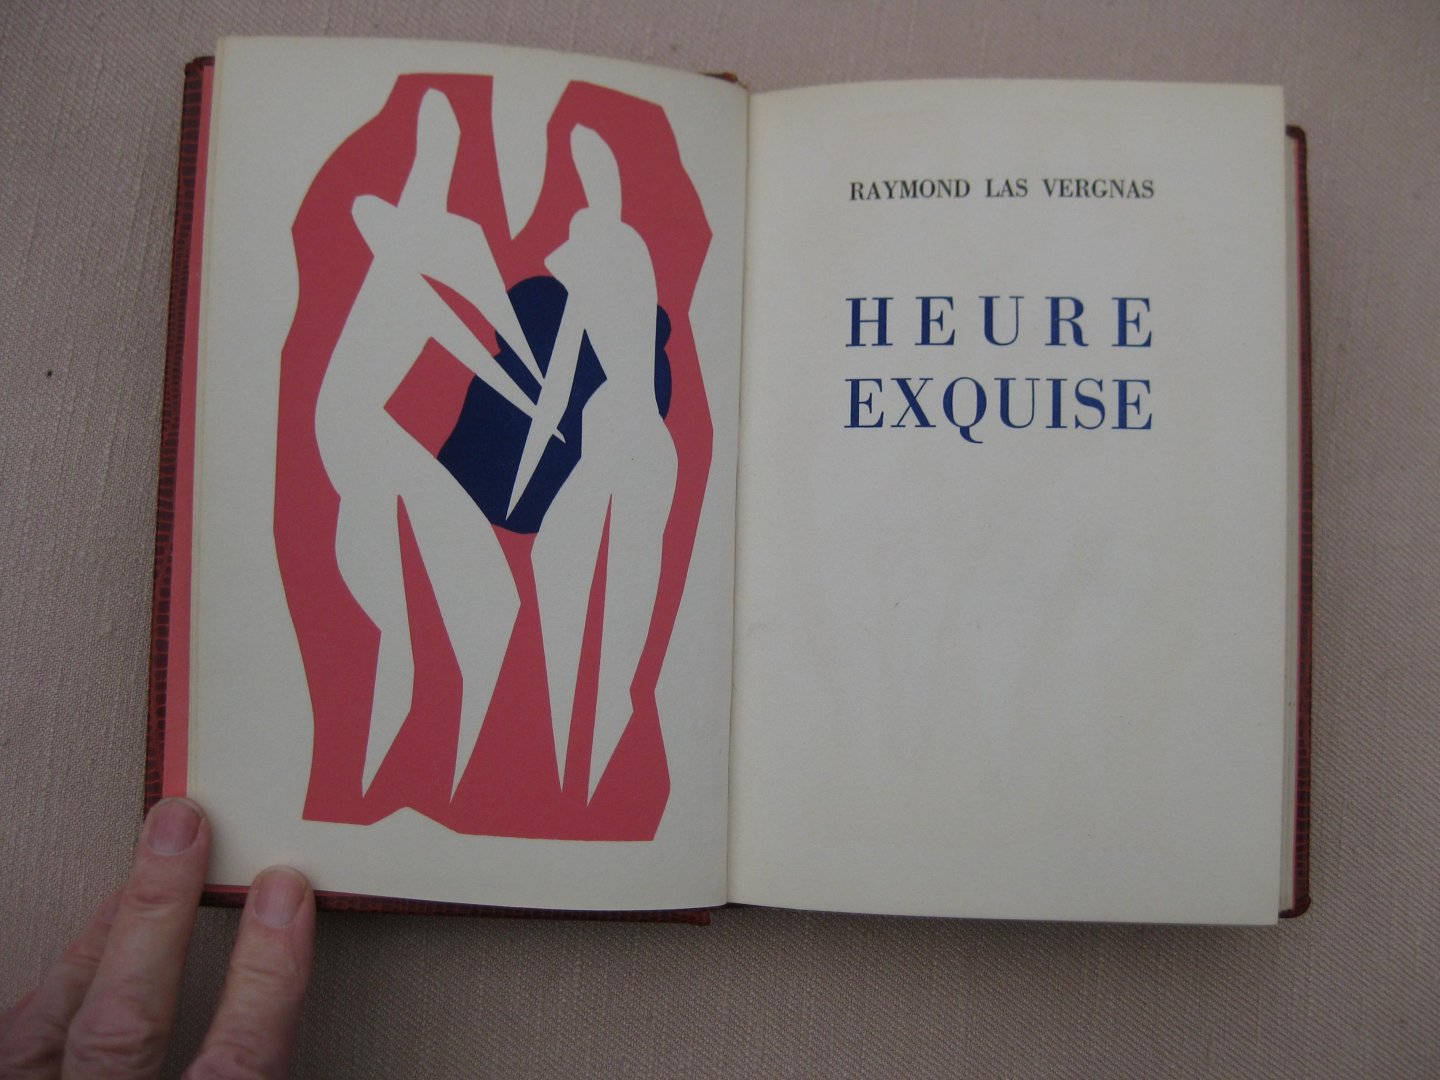 RAYMOND LAS VERGNAS
HEURE
EXQUISE